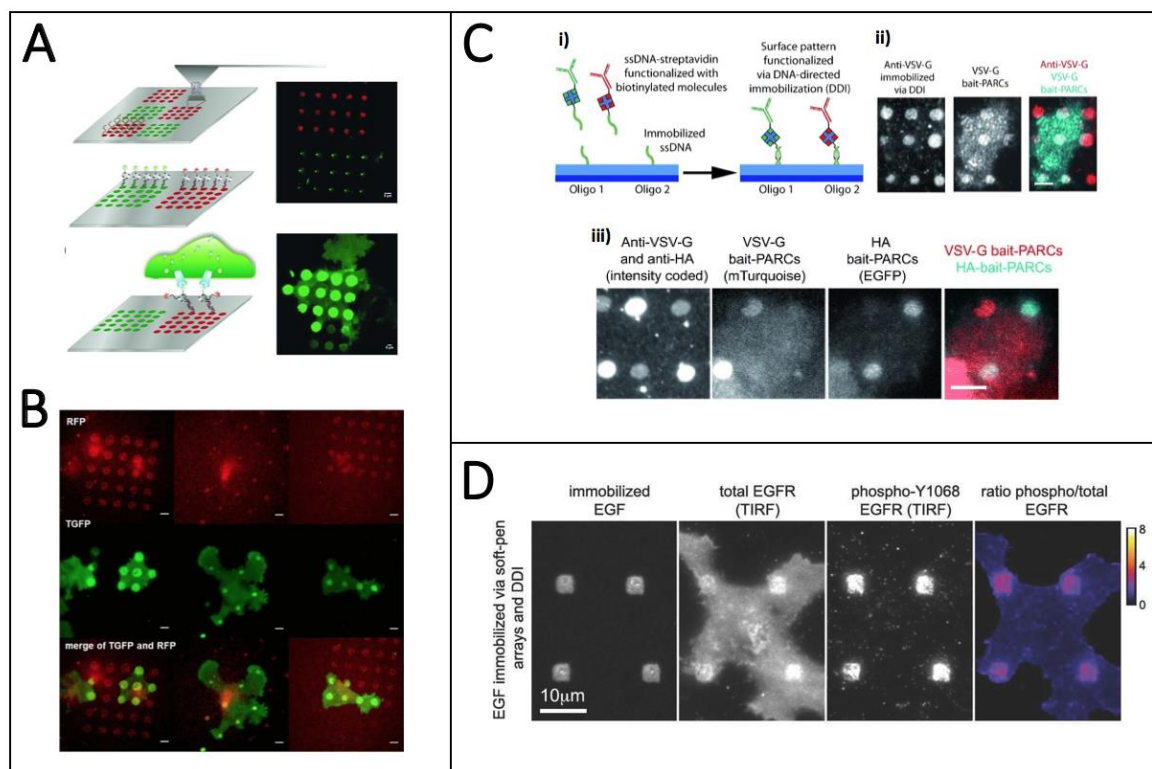 A
B
RFP
TGFP
merge of TGFP and RFP
C
i)
ssDNA-streptavidin
functionalized with
biotinylated molecules
Immobilized
ssDNA
Oligo 1
Oligo 2
Surface pattern
functionalized
via DNA-directed
immobilization (DDI)
Oligo 1
Oligo 2
ii)
Anti-VSV-G
immobilized
via DDI
VSV-G
bait-PARCs
Anti-VSV-G
VSV-G
bait-PARCs
iii)
Anti-VSV-G
and anti-HA
(intensity coded)
VSV-G
bait-PARCs
(mTurquoise)
HA
bait-PARCs
(EGFP)
VSV-G bait-PARCs
HA-bait-PARCs
D
EGF immobilized via soft-pen
arrays and DDI
immobilized
EGF
total EGFR
(TIRF)
phospho-Y1068
EGFR (TIRF)
ratio phospho/total
EGFR
10μm
8
4
0